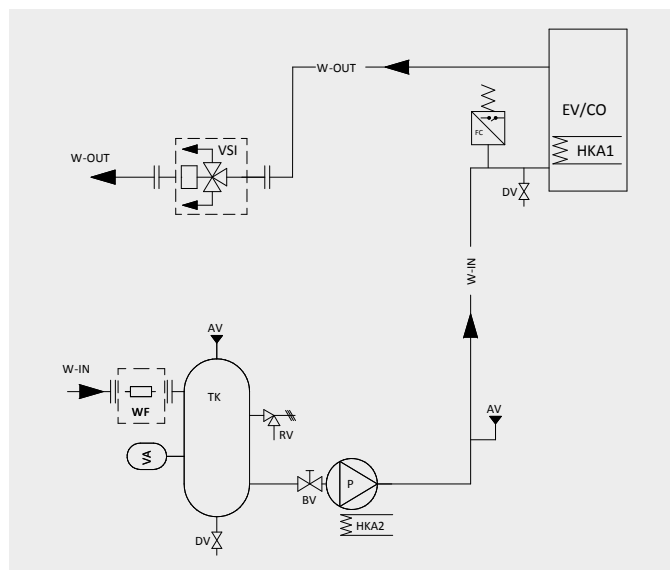 W-OUT
EV/CO
FC
VSI
HKA1
W-OUT
DV
W-IN
AV
W-IN
TK
WF
AV
RV
VA
P
BV
HKA2
DV